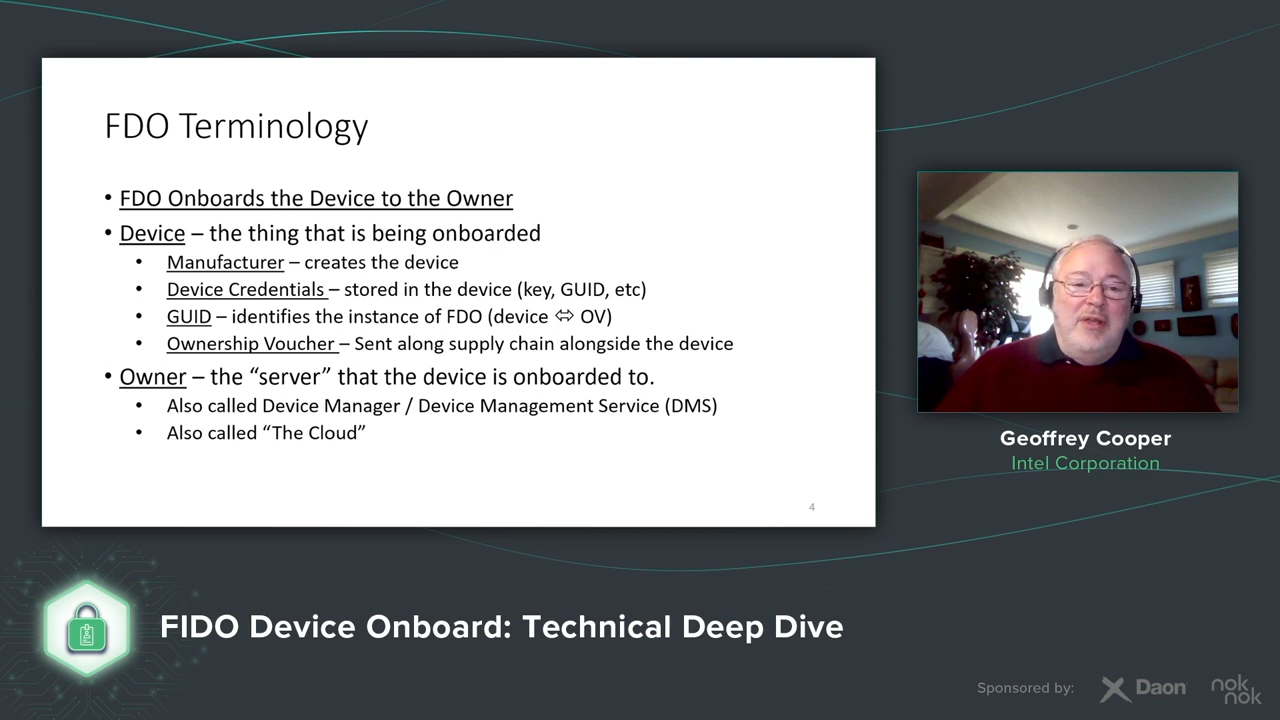 FDO Terminology
• FDO Onboards the Device to the Owner
• Device – the thing that is being onboarded
• Manufacturer – creates the device
• Device Credentials – stored in the device (key, GUID, etc)
• GUID – identifies the instance of FDO (device ⇔ OV)
• Ownership Voucher – Sent along supply chain alongside the device
• Owner – the “server” that the device is onboarded to.
• Also called Device Manager / Device Management Service (DMS)
• Also called “The Cloud”
4
Geoffrey Cooper
Intel Corporation
FIDO Device Onboard: Technical Deep Dive
Sponsored by:
Daon
nok
nok